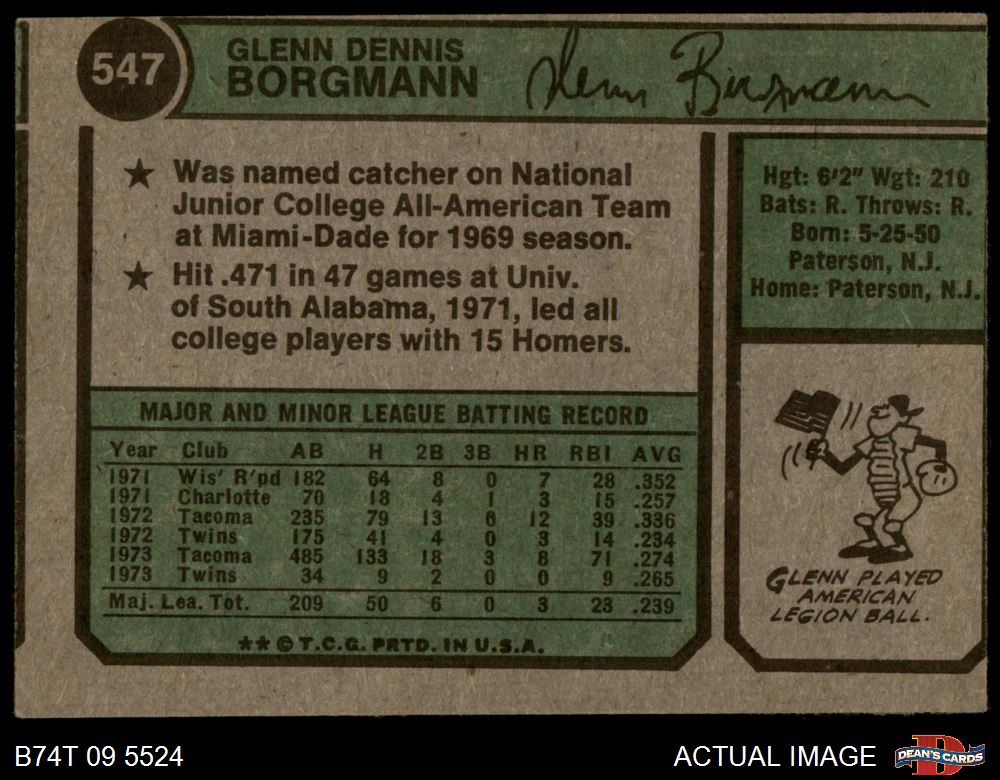 547
GLENN DENNIS
BORGMANN
Glenn Borgmann
★ Was named catcher on National
Junior College All-American Team
at Miami-Dade for 1969 season.
★ Hit .471 in 47 games at Univ.
of South Alabama, 1971, led all
college players with 15 Homers.
Hgt: 6'2" Wgt: 210
Bats: R. Throws: R.
Born: 5-25-50
Paterson, N.J.
Home: Paterson, N.J.
MAJOR AND MINOR LEAGUE BATTING RECORD
Year Club AB H 2B 3B HR RBI AVG
1971 Wis' R'pd 182 64 8 0 7 28 .352
1971 Charlotte 70 18 4 1 3 15 .257
1972 Tacoma 235 79 13 6 12 39 .336
1972 Twins 175 41 4 0 3 14 .234
1973 Tacoma 485 133 18 3 8 71 .274
1973 Twins 34 9 2 0 0 9 .265
Maj. Lea. Tot. 209 50 6 0 3 23 .239
** © T.C.G. PRTD. IN U.S.A.
GLENN PLAYED
AMERICAN
LEGION BALL.
B74T 09 5524
ACTUAL IMAGE
DEAN'S CARDS